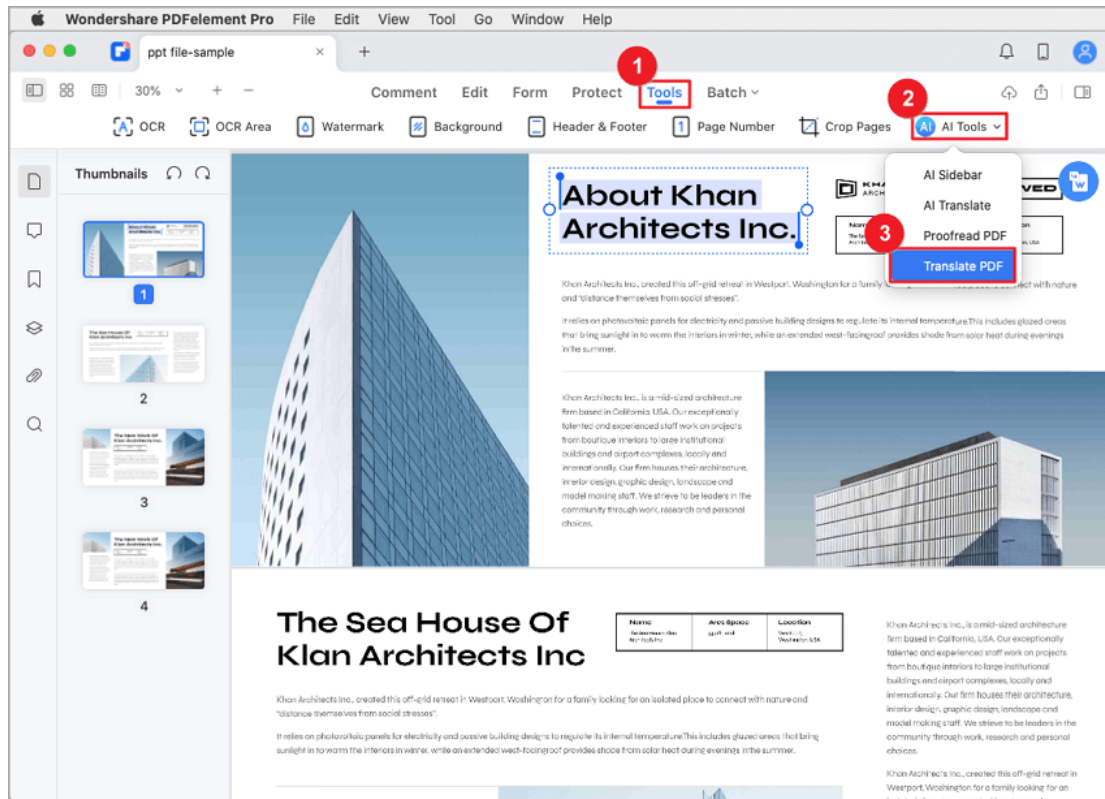 Wondershare PDFelement Pro File Edit View Tool Go Window Help
ppt file-sample
30%
Comment Edit Form Protect Tools Batch
1
2
OCR OCR Area Watermark Background Header & Footer Page Number Crop Pages AI Tools
Thumbnails
AI Sidebar
AI Translate
Proofread PDF
Translate PDF
3
1
2
3
4
About Khan
Architects Inc.
Khan Architects Inc., created this off-grid retreat in Westport, Washington for a family
connect with nature
and "distance themselves from social stresses".
It relies on photovoltaic panels for electricity and passive building designs to regulate its internal temperature.This includes glazed areas
that bring sunlight in to warm the interiors in winter, while an extended west-facingroof provides shade from solar heat during evenings
in the summer.
Khan Architects Inc., is a mid-sized architecture
firm based in California, USA. Our exceptionally
talented and experienced staff work on projects
from boutique interiors to large institutional
buildings and airport complexes, locally and
internationally. Our firm houses their architecture,
interior design, graphic design, landscape and
model making staff. We strieve to be leaders in the
community through work, research and personal
choices.
The Sea House Of
Klan Architects Inc
Name Area Space Location
Westport,
Washington, USA
Khan Architects Inc., created this off-grid retreat in Westport, Washington for a family looking for an isolated place to connect with nature and
"distance themselves from social stresses".
It relies on photovoltaic panels for electricity and passive building designs to regulate its internal temperature.This includes glazed areas that bring
sunlight in to warm the interiors in winter, while an extended west-facingroof provides shade from solar heat during evenings in the summer.
Khan Architects Inc., is a mid-sized architecture
firm based in California, USA. Our exceptionally
talented and experienced staff work on projects
from boutique interiors to large institutional
buildings and airport complexes, locally and
internationally. Our firm houses their architecture,
interior design, graphic design, landscape and
model making staff. We strieve to be leaders in the
community through work, research and personal
choices.
Khan Architects Inc., created this off-grid retreat in
Westport, Washington for a family looking for an